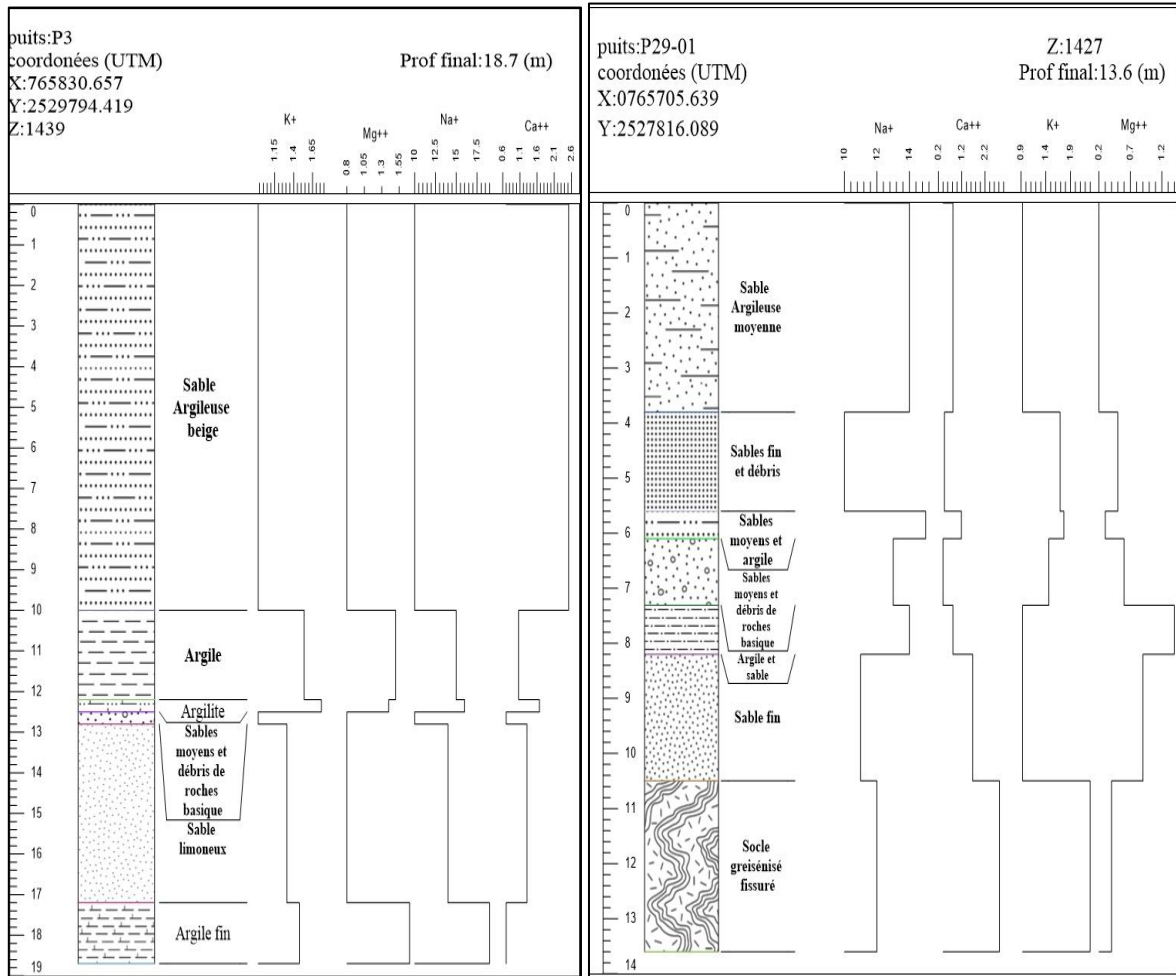 puits:P3
coordonées (UTM)
Prof final:18.7 (m)
X:765830.657
Y:2529794.419
Z:1439
K+
Mg++
Na+
Ca++
1.15
1.4
1.65
0.8
1.05
1.3
1.55
10
12.5
15
17.5
0.6
1.1
1.6
2.1
2.6
0
1
2
3
4
5
6
7
8
9
10
11
12
13
14
15
16
17
18
19
Sable
Argileuse
beige
Argile
Argilite
Sables
moyens et
débris de
roches
basique
Sable
limoneux
Argile fin
puits:P29-01
Z:1427
coordonées (UTM)
Prof final:13.6 (m)
X:0765705.639
Y:2527816.089
Na+
Ca++
K+
Mg++
10
12
14
0.2
1.2
2.2
0.9
1.4
1.9
0.2
0.7
1.2
0
1
2
3
4
5
6
7
8
9
10
11
12
13
14
Sable
Argileuse
moyenne
Sables fin
et débris
Sables
moyens et
argile
Sables
moyens et
débris de
roches
basique
Argile et
sable
Sable fin
Socle
greisénisé
fissuré